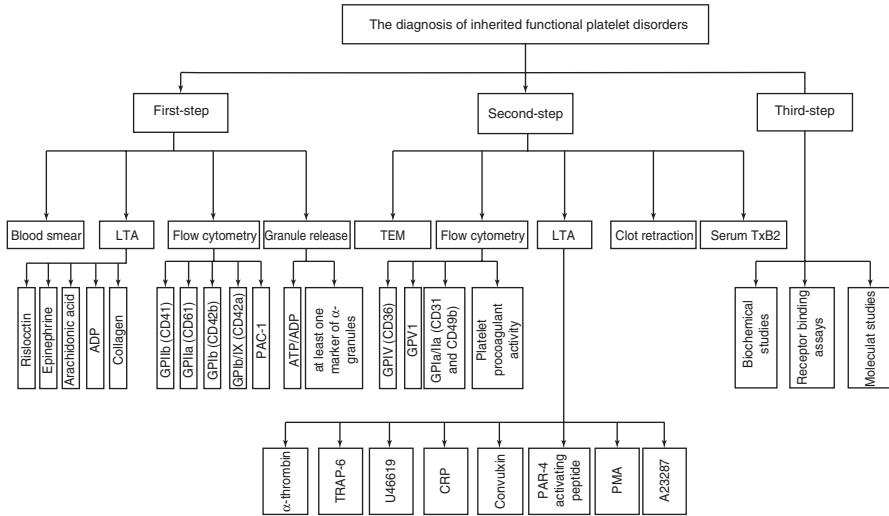 The diagnosis of inherited functional platelet disorders
First-step
Second-step
Third-step
Blood smear
LTA
Flow cytometry
Granule release
TEM
Flow cytometry
LTA
Clot retraction
Serum TxB2
Rislocctin
Epinephrine
Arachidonic acid
ADP
Collagen
GPIIb (CD41)
GPIIa (CD61)
GPIb (CD42b)
GPIb/IX (CD42a)
PAC-1
ATP/ADP
at least one
marker of α-
granules
GPIV (CD36)
GPV1
GPIa/IIa (CD31
and CD49b)
Platelet
procoagulant
activity
Biochemical
studies
Receptor binding
assays
Moleculat studies
α-thrombin
TRAP-6
U46619
CRP
Convulxin
PAR-4
activating
peptide
PMA
A23287